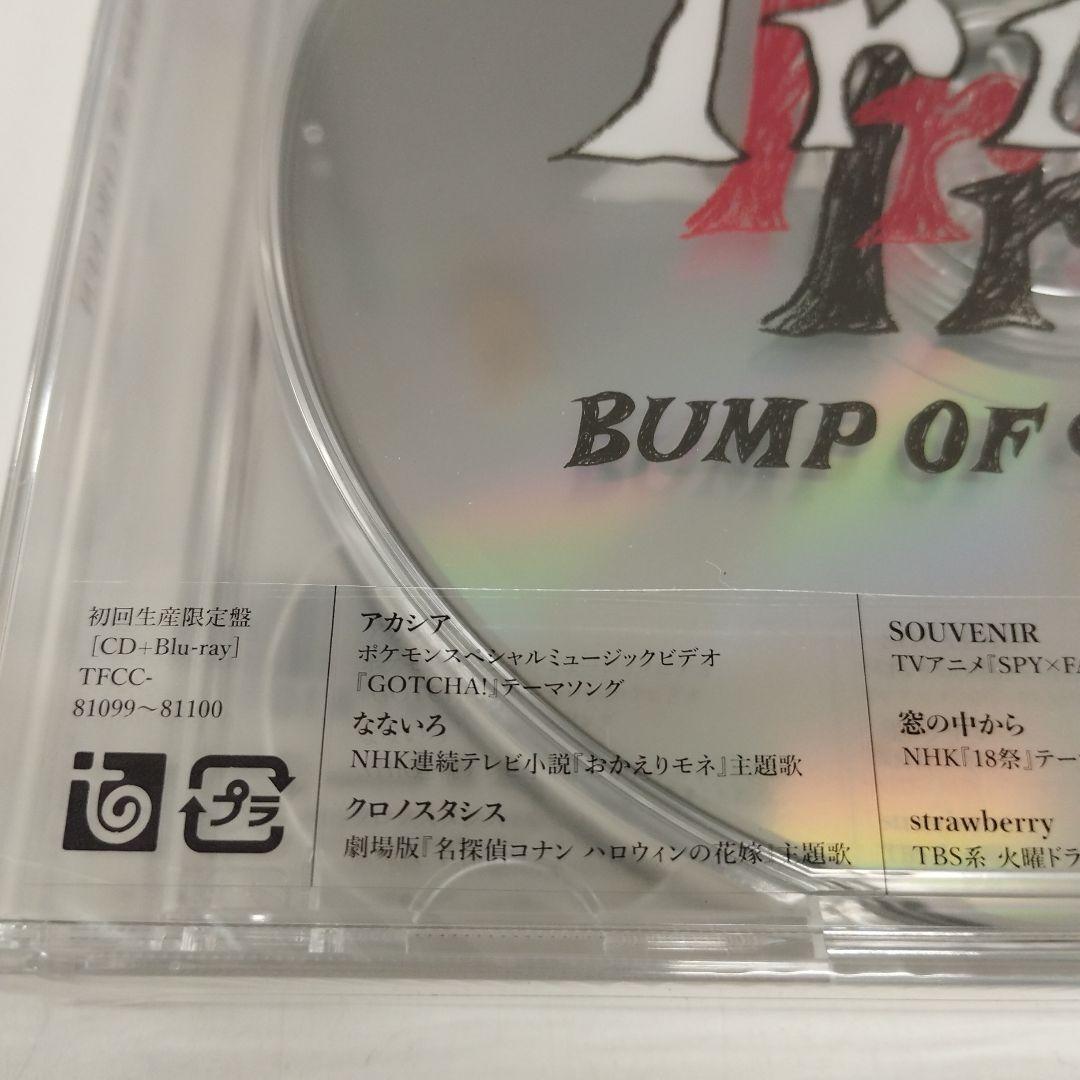 BUMP OF
初回生産限定盤
[CD+Blu-ray]
TFCC-
81099～81100
プラ
アカシア
ポケモンスペシャルミュージックビデオ
『GOTCHA!』テーマソング
なないろ
NHK連続テレビ小説『おかえりモネ』主題歌
クロノスタシス
劇場版『名探偵コナン ハロウィンの花嫁』主題歌
SOUVENIR
TVアニメ『SPY×FA
窓の中から
NHK『18祭』テー
strawberry
TBS系 火曜ドラ